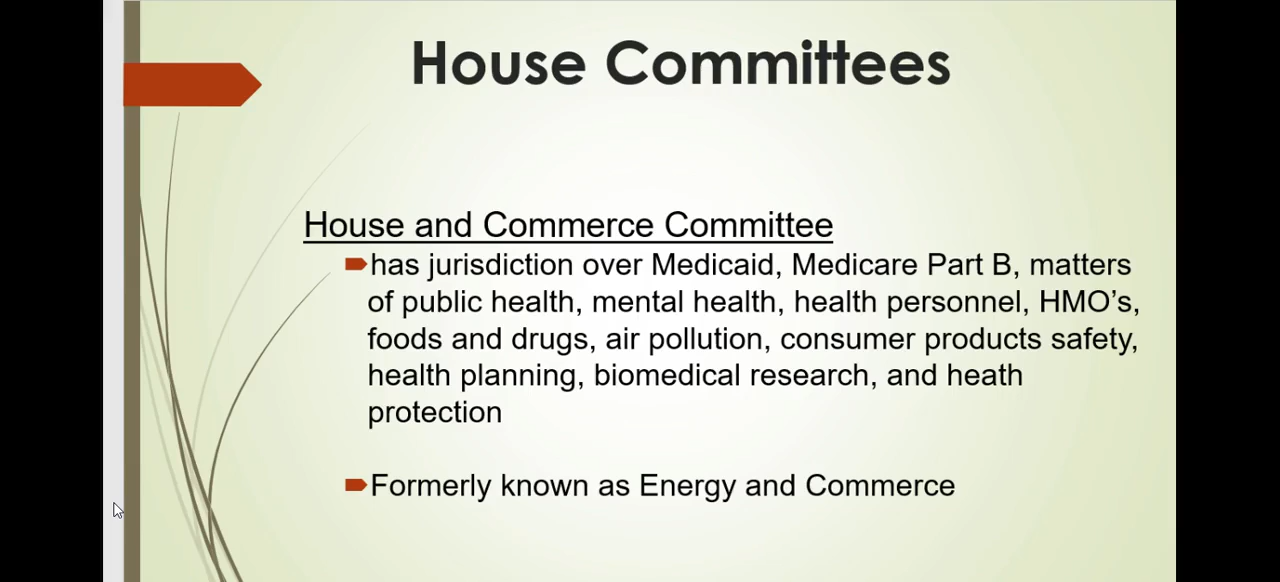 House Committees
House and Commerce Committee
has jurisdiction over Medicaid, Medicare Part B, matters
of public health, mental health, health personnel, HMO’s,
foods and drugs, air pollution, consumer products safety,
health planning, biomedical research, and heath
protection
Formerly known as Energy and Commerce